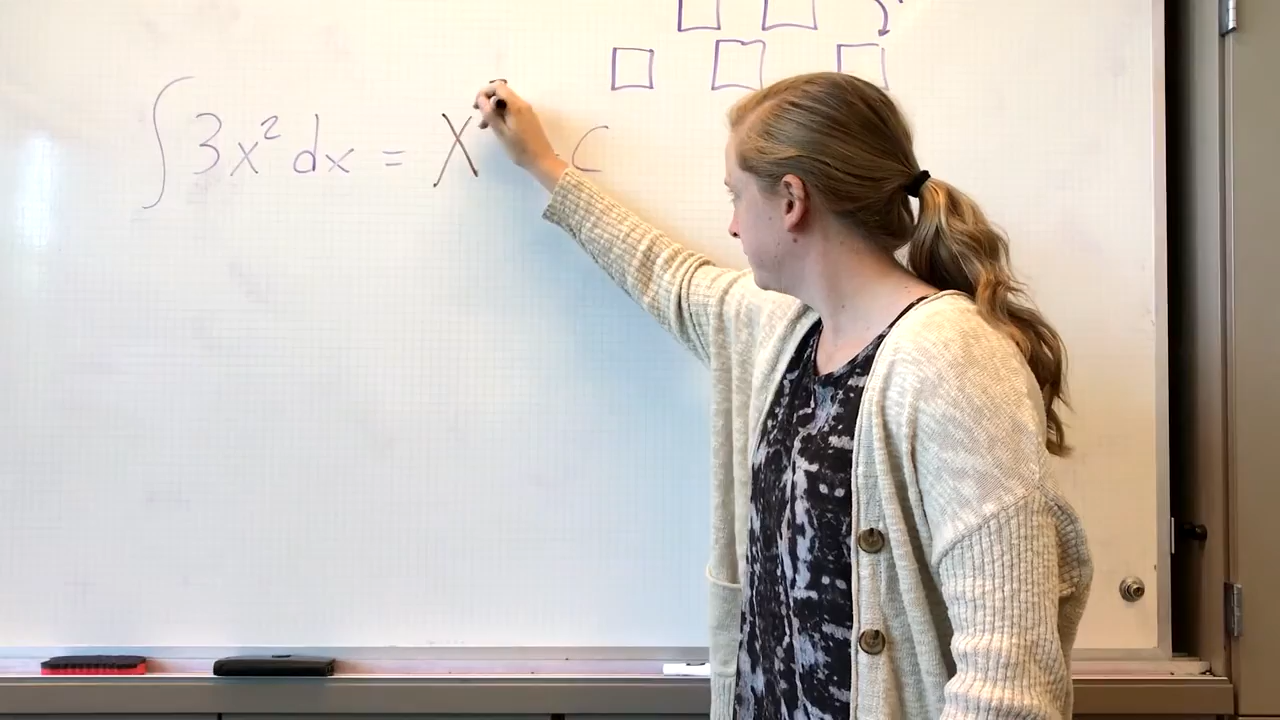 ∫ 3x² dx = x C